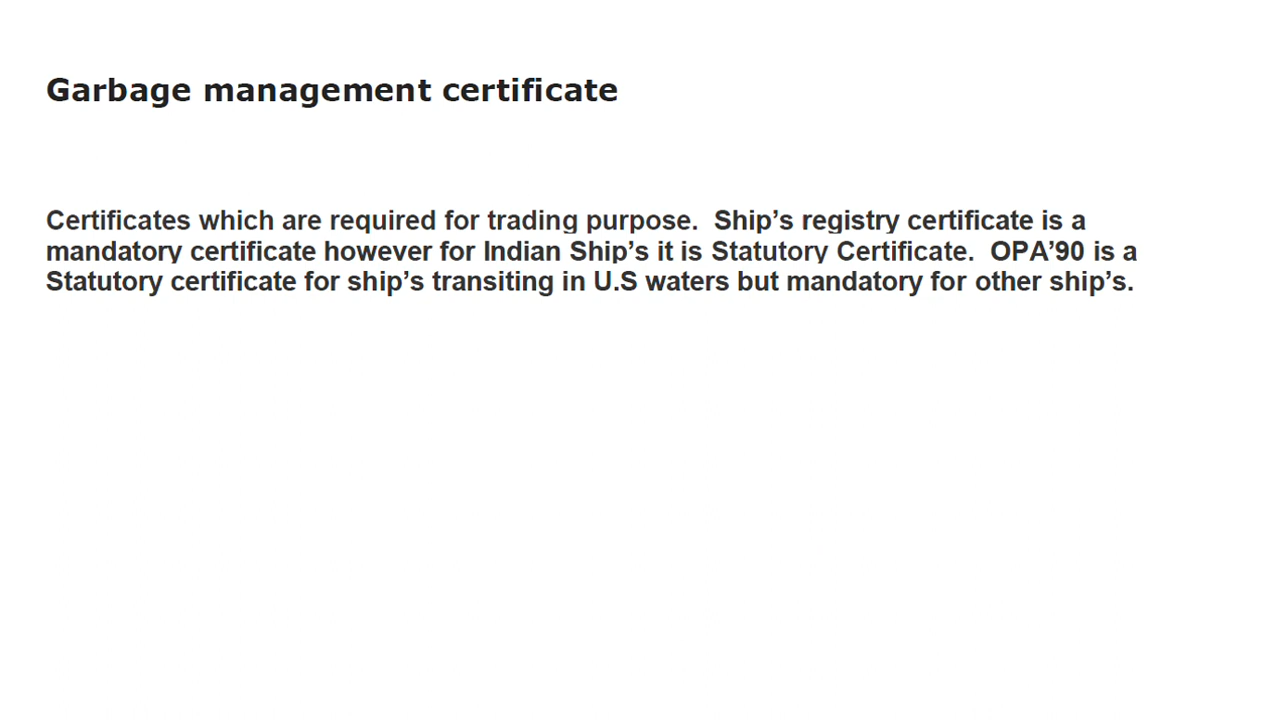 Garbage management certificate
Certificates which are required for trading purpose.  Ship’s registry certificate is a
mandatory certificate however for Indian Ship’s it is Statutory Certificate.  OPA’90 is a
Statutory certificate for ship’s transiting in U.S waters but mandatory for other ship’s.